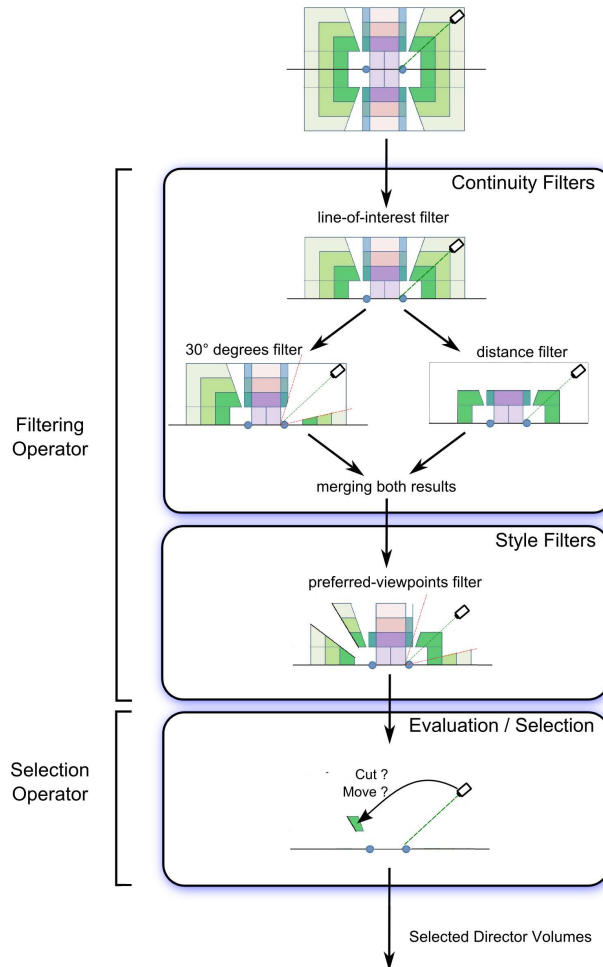 Continuity Filters
line-of-interest filter
30° degrees filter
distance filter
Filtering
Operator
merging both results
Style Filters
preferred-viewpoints filter
Evaluation / Selection
Selection
Operator
Cut ?
Move ?
Selected Director Volumes